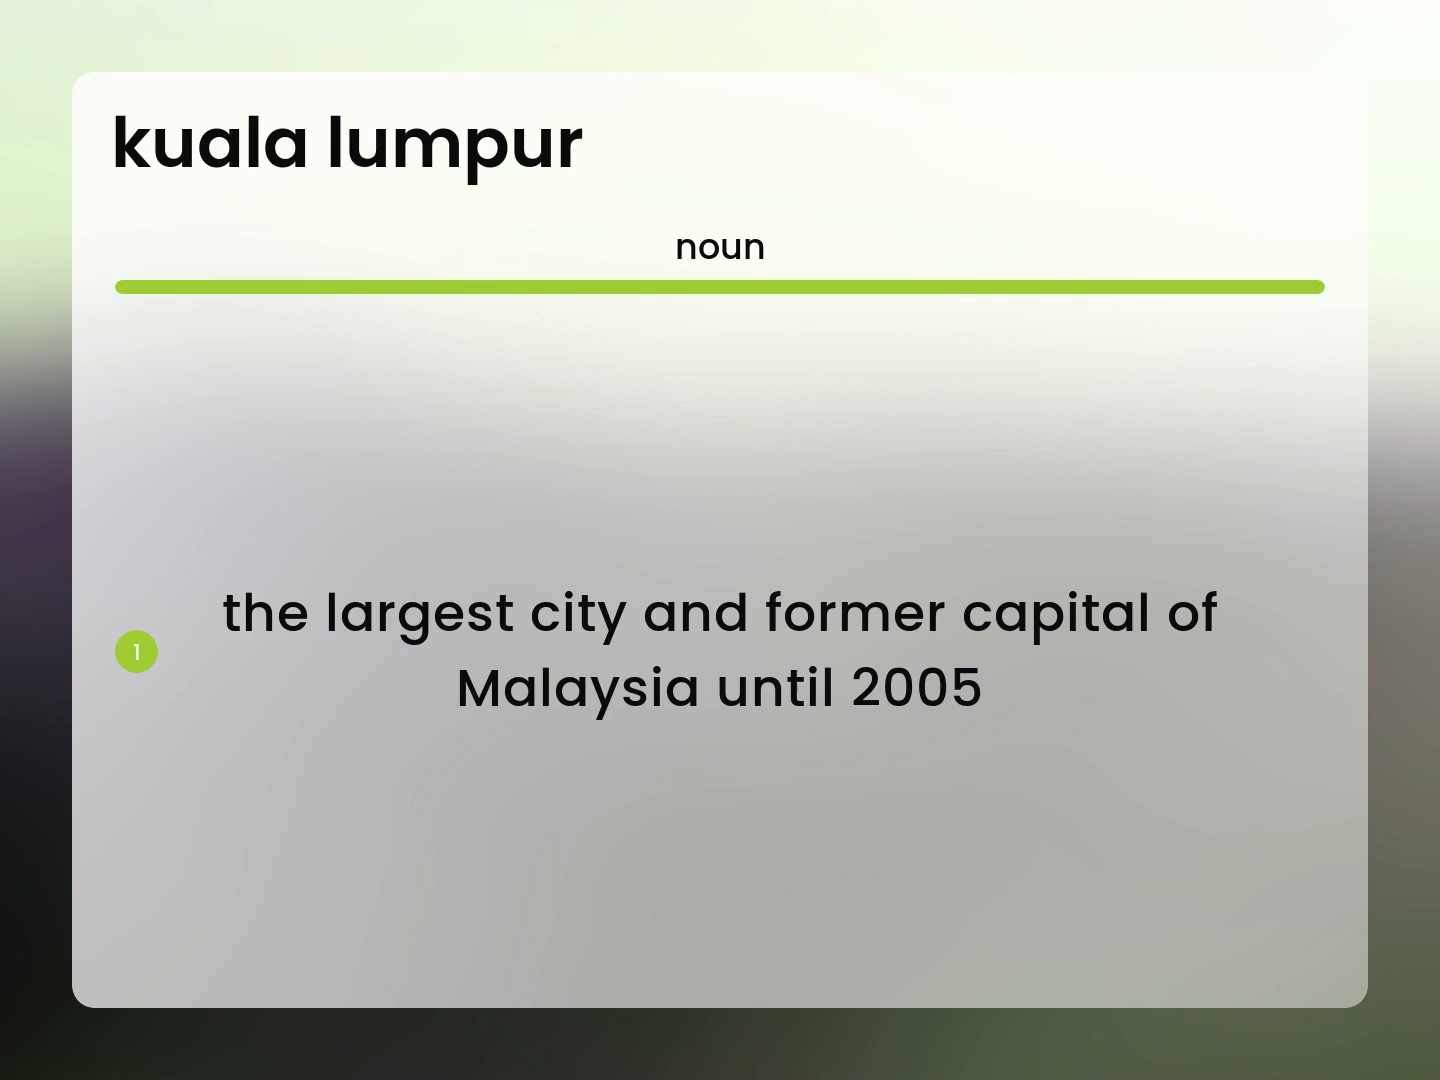 kuala lumpur
noun
1
the largest city and former capital of
Malaysia until 2005